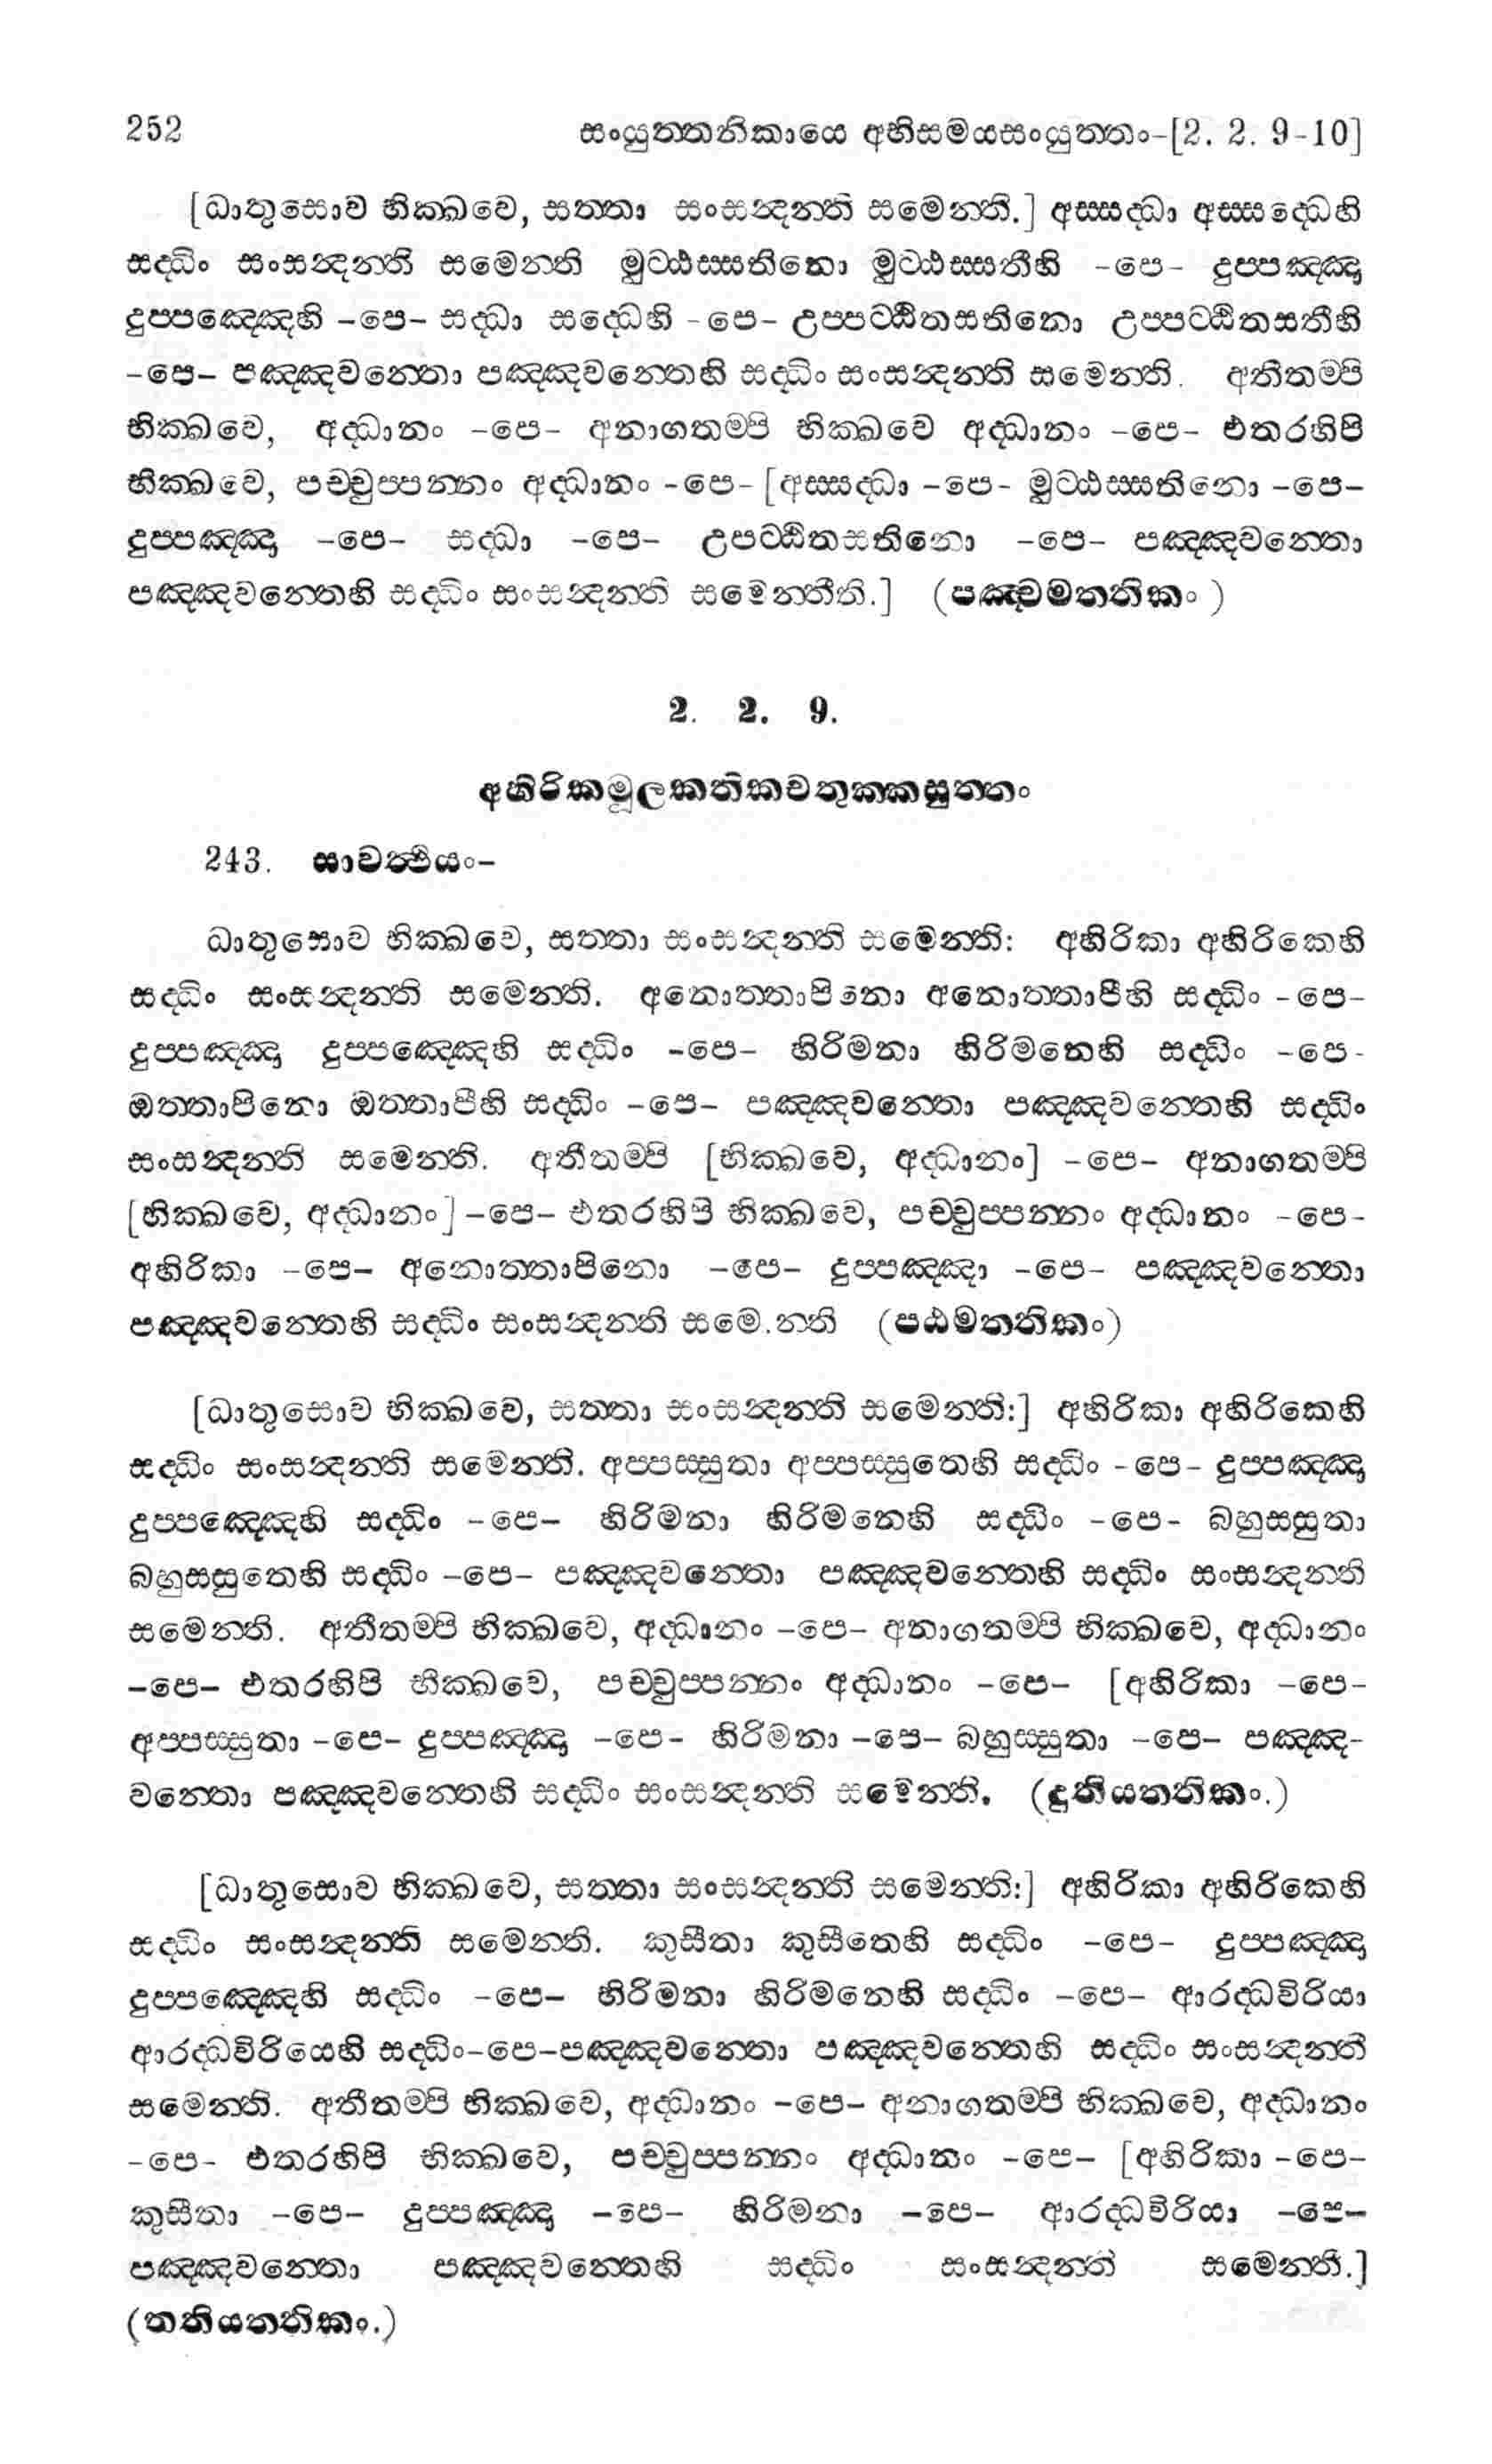 252 සංයුත්තනිකායෙ අභිසමයසංයුත්තං-[2. 2. 9-10]
[ධාතුසොව භික්ඛවෙ, සත්තා සංසන්දන්ති සමෙන්ති.] අස්සද්ධා අස්සද්ධෙහි
සද්ධිං සංසන්දන්ති සමෙන්ති මුට්ඨස්සතිනො මුට්ඨස්සතීහි -පෙ- දුප්පඤ්ඤා
දුප්පඤ්ඤෙහි -පෙ- සද්ධා සද්ධෙහි -පෙ- උප්පට්ඨිතසතිනො උප්පට්ඨිතසතීහි
-පෙ- පඤ්ඤවන්තො පඤ්ඤවන්තෙහි සද්ධිං සංසන්දන්ති සමෙන්ති. අතීතම්පි
භික්ඛවෙ, අද්ධානං -පෙ- අනාගතම්පි භික්ඛවෙ අද්ධානං -පෙ- එතරහිපි
භික්ඛවෙ, පච්චුප්පන්නං අද්ධානං -පෙ- [අස්සද්ධා -පෙ- මුට්ඨස්සතිනො -පෙ-
දුප්පඤ්ඤා -පෙ- සද්ධා -පෙ- උපට්ඨිතසතිනො -පෙ- පඤ්ඤවන්තො
පඤ්ඤවන්තෙහි සද්ධිං සංසන්දන්ති සමෙන්තීති.] (පඤ්චමත්තිකං)
2. 2. 9.
අහිරිකමූලකතිකචතුක්කසුත්තං
243. සාවත්ථියං-
ධාතුසොව භික්ඛවෙ, සත්තා සංසන්දන්ති සමෙන්ති: අහිරිකා අහිරිකෙහි
සද්ධිං සංසන්දන්ති සමෙන්ති. අනොත්තාපිනො අනොත්තාපීහි සද්ධිං -පෙ-
දුප්පඤ්ඤා දුප්පඤ්ඤෙහි සද්ධිං -පෙ- හිරිමනා හිරිමනෙහි සද්ධිං -පෙ-
ඔත්තාපිනො ඔත්තාපීහි සද්ධිං -පෙ- පඤ්ඤවන්තො පඤ්ඤවන්තෙහි සද්ධිං
සංසන්දන්ති සමෙන්ති. අතීතම්පි [භික්ඛවෙ, අද්ධානං] -පෙ- අනාගතම්පි
[භික්ඛවෙ, අද්ධානං] -පෙ- එතරහිපි භික්ඛවෙ, පච්චුප්පන්නං අද්ධානං -පෙ-
අහිරිකා -පෙ- අනොත්තාපිනො -පෙ- දුප්පඤ්ඤා -පෙ- පඤ්ඤවන්තො
පඤ්ඤවන්තෙහි සද්ධිං සංසන්දන්ති සමෙ.න්ති (පඨමතතිකං)
[ධාතුසොව භික්ඛවෙ, සත්තා සංසන්දන්ති සමෙන්ති:] අහිරිකා අහිරිකෙහි
සද්ධිං සංසන්දන්ති සමෙන්ති. අප්පස්සුතා අප්පස්සුතෙහි සද්ධිං -පෙ- දුප්පඤ්ඤා
දුප්පඤ්ඤෙහි සද්ධිං -පෙ- හිරිමනා හිරිමනෙහි සද්ධිං -පෙ- බහුස්සුතා
බහුස්සුතෙහි සද්ධිං -පෙ- පඤ්ඤවන්තො පඤ්ඤවන්තෙහි සද්ධිං සංසන්දන්ති
සමෙන්ති. අතීතම්පි භික්ඛවෙ, අද්ධානං -පෙ- අනාගතම්පි භික්ඛවෙ, අද්ධානං
-පෙ- එතරහිපි භික්ඛවෙ, පච්චුප්පන්නං අද්ධානං -පෙ- [අහිරිකා -පෙ-
අප්පස්සුතා -පෙ- දුප්පඤ්ඤා -පෙ- හිරිමනා -පෙ- බහුස්සුතා -පෙ- පඤ්ඤ-
වන්තො පඤ්ඤවන්තෙහි සද්ධිං සංසන්දන්ති සමෙන්ති. (දුතියතතිකං.)
[ධාතුසොව භික්ඛවෙ, සත්තා සංසන්දන්ති සමෙන්ති:] අහිරිකා අහිරිකෙහි
සද්ධිං සංසන්දන්ති සමෙන්ති. කුසීතා කුසීතෙහි සද්ධිං -පෙ- දුප්පඤ්ඤා
දුප්පඤ්ඤෙහි සද්ධිං -පෙ- හිරිමනා හිරිමනෙහි සද්ධිං -පෙ- ආරද්ධවිරියා
ආරද්ධවිරියෙහි සද්ධිං-පෙ-පඤ්ඤවන්තො පඤ්ඤවන්තෙහි සද්ධිං සංසන්දන්ති
සමෙන්ති. අතීතම්පි භික්ඛවෙ, අද්ධානං -පෙ- අනාගතම්පි භික්ඛවෙ, අද්ධානං
-පෙ- එතරහිපි භික්ඛවෙ, පච්චුප්පන්නං අද්ධානං -පෙ- [අහිරිකා -පෙ-
කුසීතා -පෙ- දුප්පඤ්ඤා -පෙ- හිරිමනා -පෙ- ආරද්ධවිරියා -පෙ-
පඤ්ඤවන්තො පඤ්ඤවන්තෙහි සද්ධිං සංසන්දන්ති සමෙන්ති.]
(තතියතතිකං.)